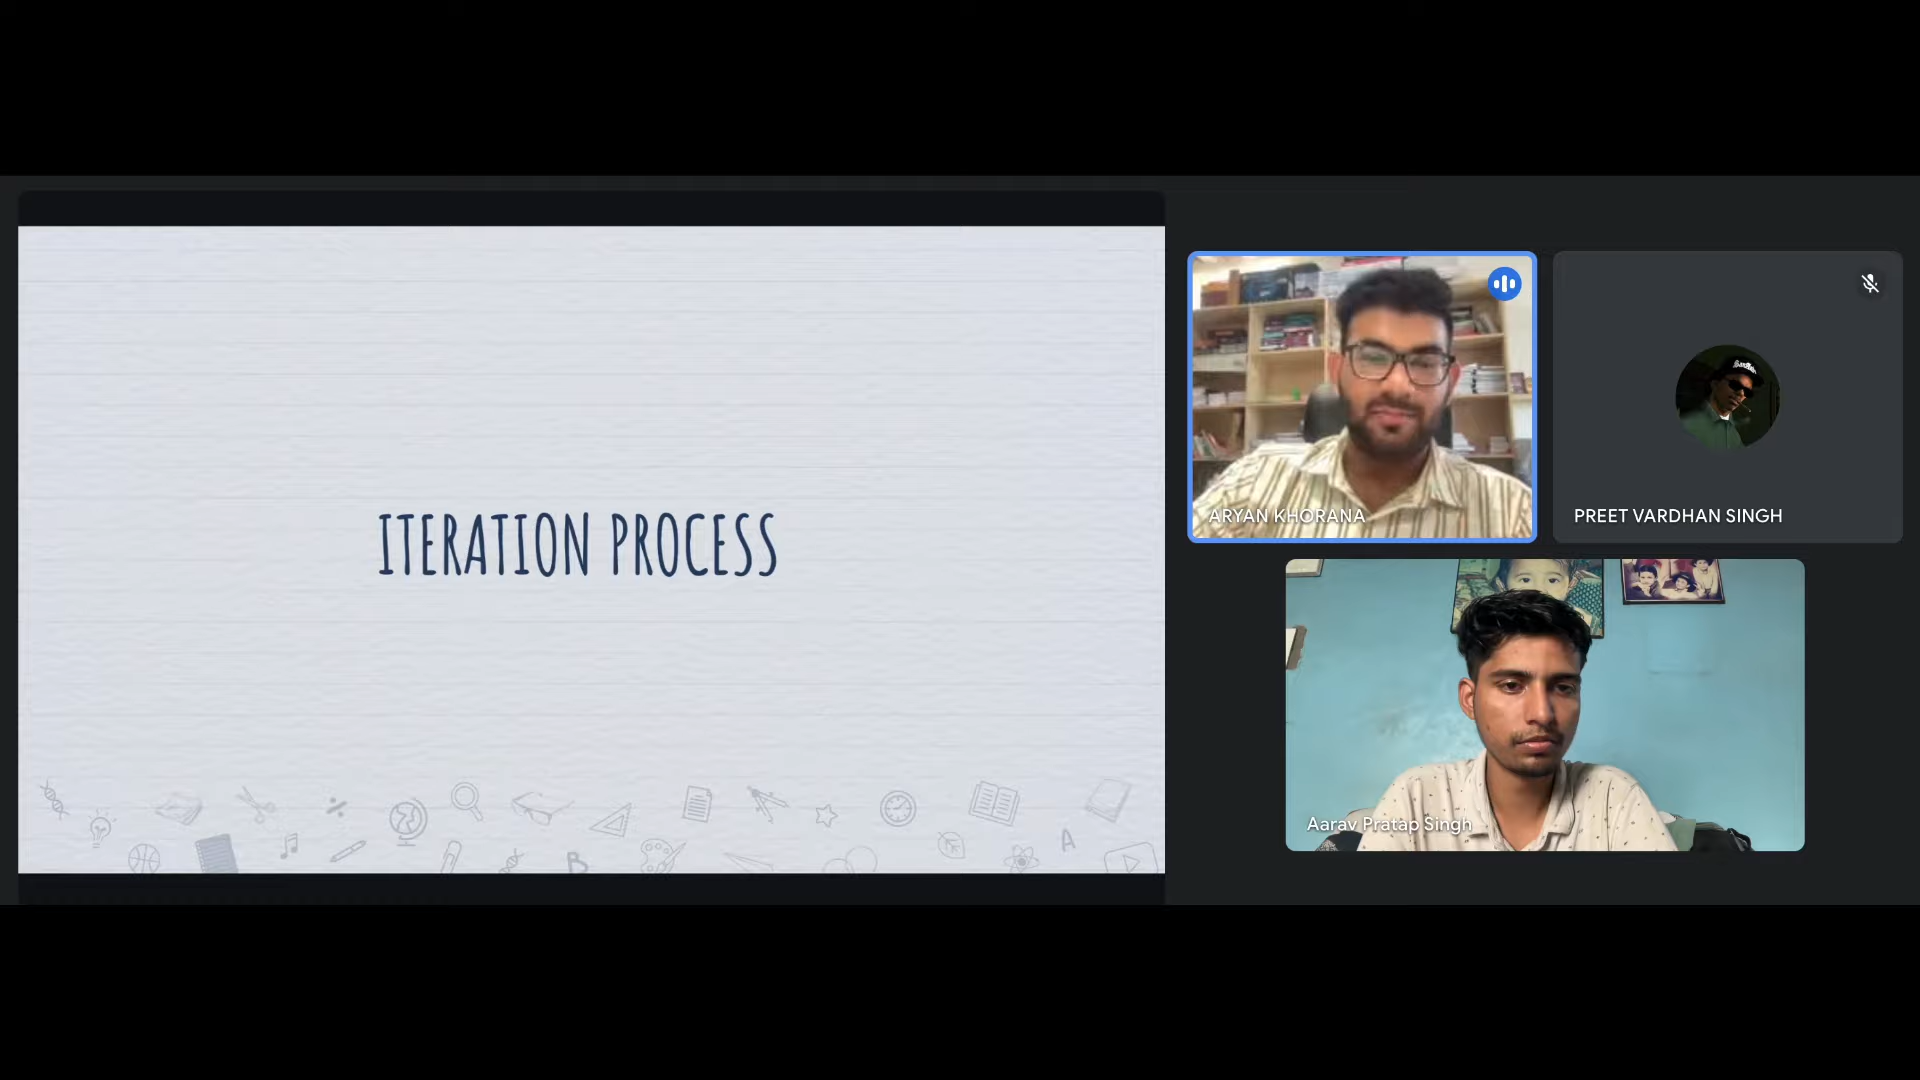 ITERATION PROCESS
ARYAN KHORANA
PREET VARDHAN SINGH
Aarav Pratap Singh
B
A